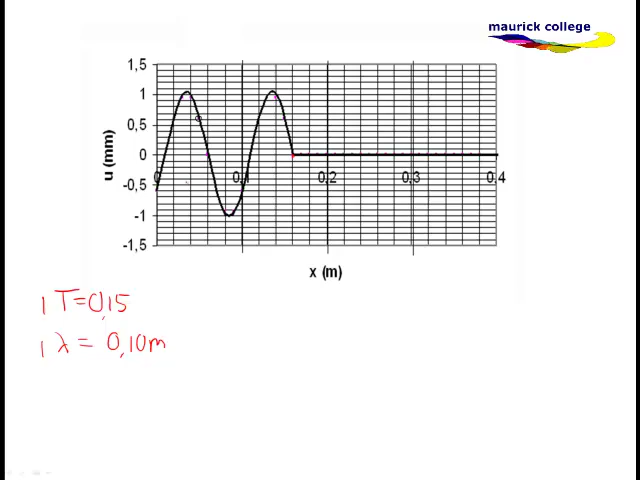 maurick college
1,5
1
0,5
0
-0,5
-1
-1,5
u (mm)
0 0,1 0,2 0,3 0,4
x (m)
1 T=0,15
1 λ = 0,10m